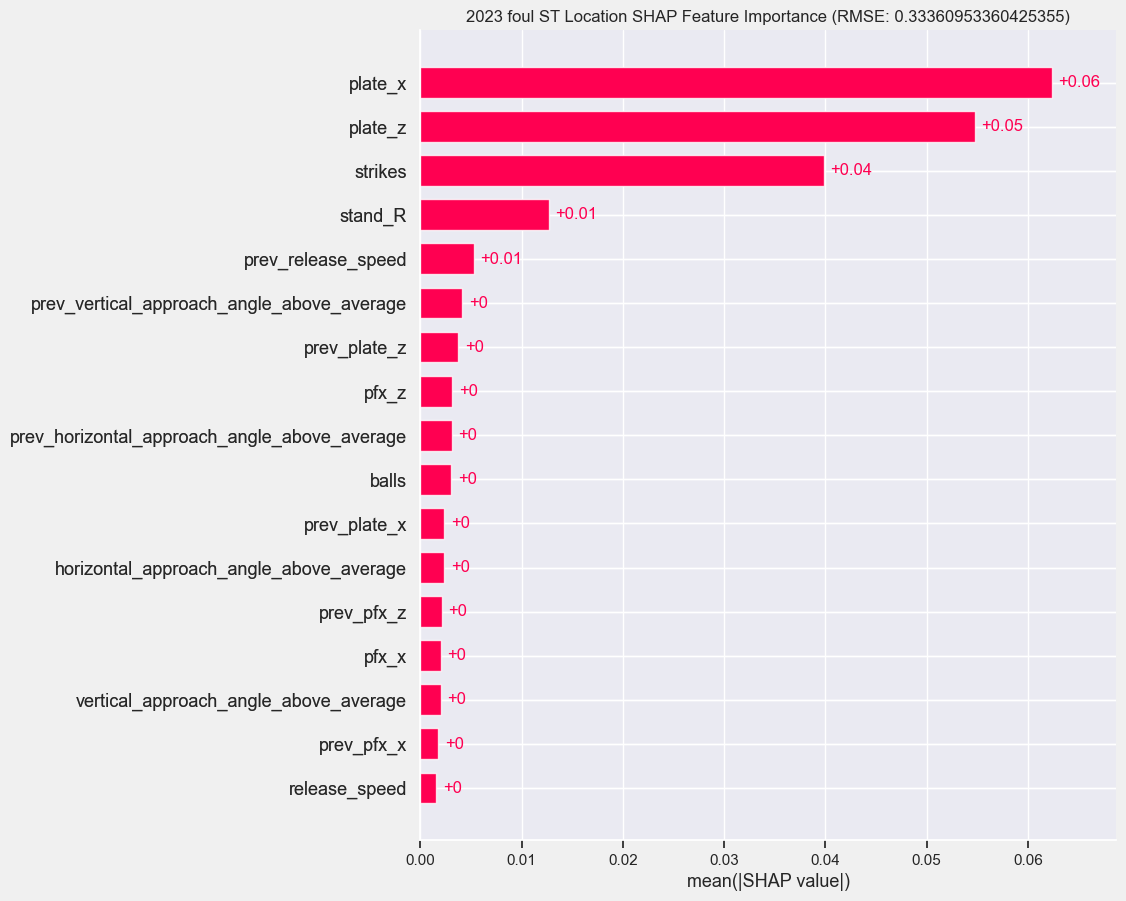 2023 foul ST Location SHAP Feature Importance (RMSE: 0.33360953360425355)
plate_x +0.06
plate_z +0.05
strikes +0.04
stand_R +0.01
prev_release_speed +0.01
prev_vertical_approach_angle_above_average +0
prev_plate_z +0
pfx_z +0
prev_horizontal_approach_angle_above_average +0
balls +0
prev_plate_x +0
horizontal_approach_angle_above_average +0
prev_pfx_z +0
pfx_x +0
vertical_approach_angle_above_average +0
prev_pfx_x +0
release_speed +0
0.00 0.01 0.02 0.03 0.04 0.05 0.06
mean(|SHAP value|)